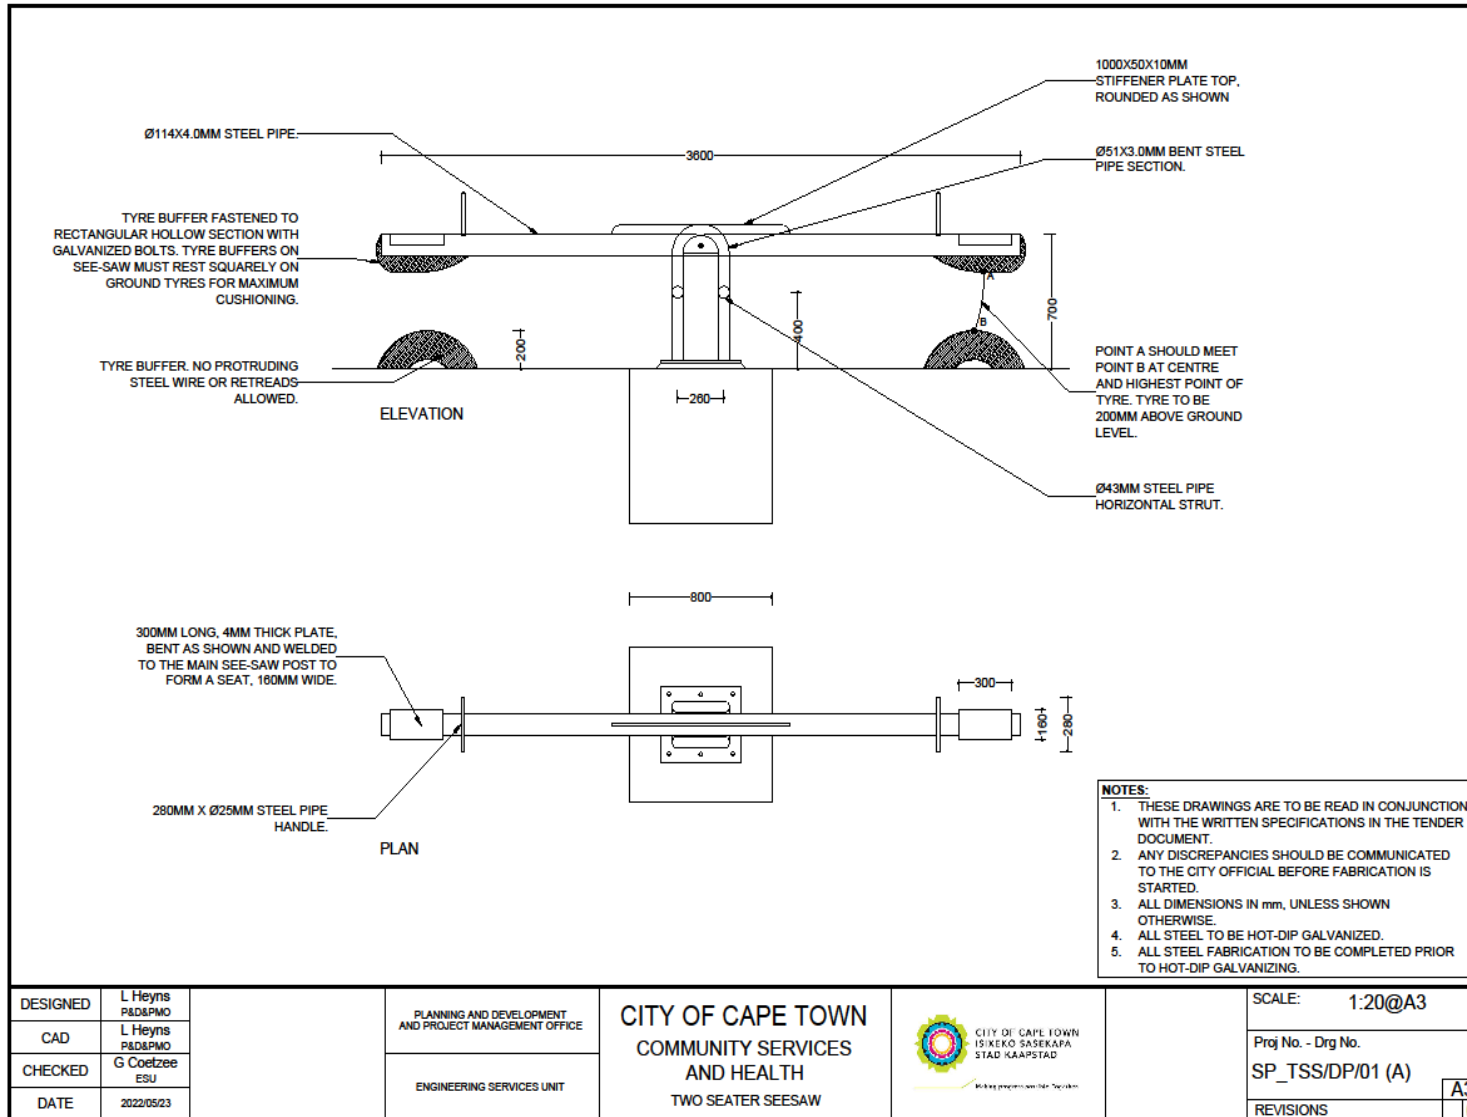 1000X50X10MM
STIFFENER PLATE TOP,
ROUNDED AS SHOWN
Ø114X4.0MM STEEL PIPE.
3600
Ø51X3.0MM BENT STEEL
PIPE SECTION.
TYRE BUFFER FASTENED TO
RECTANGULAR HOLLOW SECTION WITH
GALVANIZED BOLTS. TYRE BUFFERS ON
SEE-SAW MUST REST SQUARELY ON
GROUND TYRES FOR MAXIMUM
CUSHIONING.
A
B
700
400
200
TYRE BUFFER. NO PROTRUDING
STEEL WIRE OR RETREADS
ALLOWED.
POINT A SHOULD MEET
POINT B AT CENTRE
AND HIGHEST POINT OF
TYRE. TYRE TO BE
200MM ABOVE GROUND
LEVEL.
260
ELEVATION
Ø43MM STEEL PIPE
HORIZONTAL STRUT.
800
300MM LONG, 4MM THICK PLATE,
BENT AS SHOWN AND WELDED
TO THE MAIN SEE-SAW POST TO
FORM A SEAT, 160MM WIDE.
300
160
280
280MM X Ø25MM STEEL PIPE
HANDLE.
PLAN
NOTES:
1. THESE DRAWINGS ARE TO BE READ IN CONJUNCTION
WITH THE WRITTEN SPECIFICATIONS IN THE TENDER
DOCUMENT.
2. ANY DISCREPANCIES SHOULD BE COMMUNICATED
TO THE CITY OFFICIAL BEFORE FABRICATION IS
STARTED.
3. ALL DIMENSIONS IN mm, UNLESS SHOWN
OTHERWISE.
4. ALL STEEL TO BE HOT-DIP GALVANIZED.
5. ALL STEEL FABRICATION TO BE COMPLETED PRIOR
TO HOT-DIP GALVANIZING.
DESIGNED L Heyns
P&D&PMO
CAD L Heyns
P&D&PMO
CHECKED G Coetzee
ESU
DATE 2022/05/23
PLANNING AND DEVELOPMENT
AND PROJECT MANAGEMENT OFFICE
ENGINEERING SERVICES UNIT
CITY OF CAPE TOWN
COMMUNITY SERVICES
AND HEALTH
TWO SEATER SEESAW
CITY OF CAPE TOWN
ISIXEKO SASEKAPA
STAD KAAPSTAD
Making progress possible. Together.
SCALE: 1:20@A3
Proj No. - Drg No.
SP_TSS/DP/01 (A)
REVISIONS